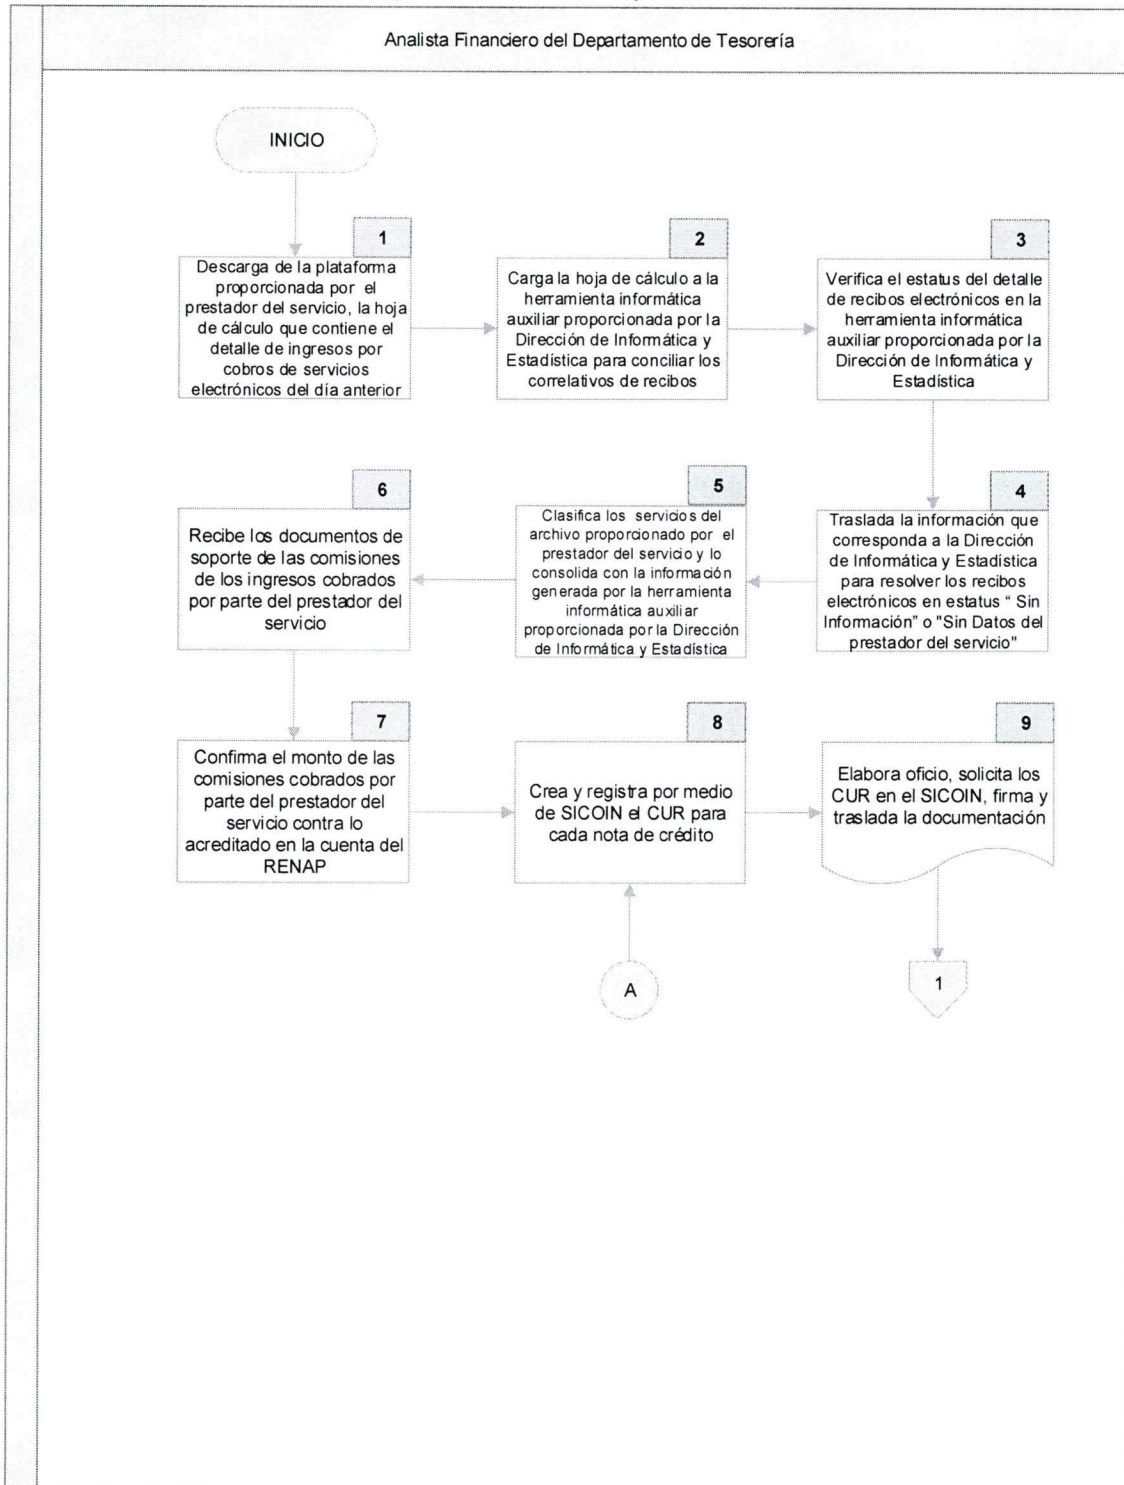 Analista Financiero del Departamento de Tesorería
INICIO
1
Descarga de la plataforma
proporcionada por el
prestador del servicio, la hoja
de cálculo que contiene el
detalle de ingresos por
cobros de servicios
electrónicos del día anterior
2
Carga la hoja de cálculo a la
herramienta informática
auxiliar proporcionada por la
Dirección de Informática y
Estadística para conciliar los
correlativos de recibos
3
Verifica el estatus del detalle
de recibos electrónicos en la
herramienta informática
auxiliar proporcionada por la
Dirección de Informática y
Estadística
4
Traslada la información que
corresponda a la Dirección
de Informática y Estadística
para resolver los recibos
electrónicos en estatus “ Sin
Información” o "Sin Datos del
prestador del servicio"
5
Clasifica los servicios del
archivo proporcionado por el
prestador del servicio y lo
consolida con la información
generada por la herramienta
informática auxiliar
proporcionada por la Dirección
de Informática y Estadística
6
Recibe los documentos de
soporte de las comisiones
de los ingresos cobrados
por parte del prestador del
servicio
7
Confirma el monto de las
comisiones cobrados por
parte del prestador del
servicio contra lo
acreditado en la cuenta del
RENAP
8
Crea y registra por medio
de SICOIN el CUR para
cada nota de crédito
9
Elabora oficio, solicita los
CUR en el SICOIN, firma y
traslada la documentación
A
1